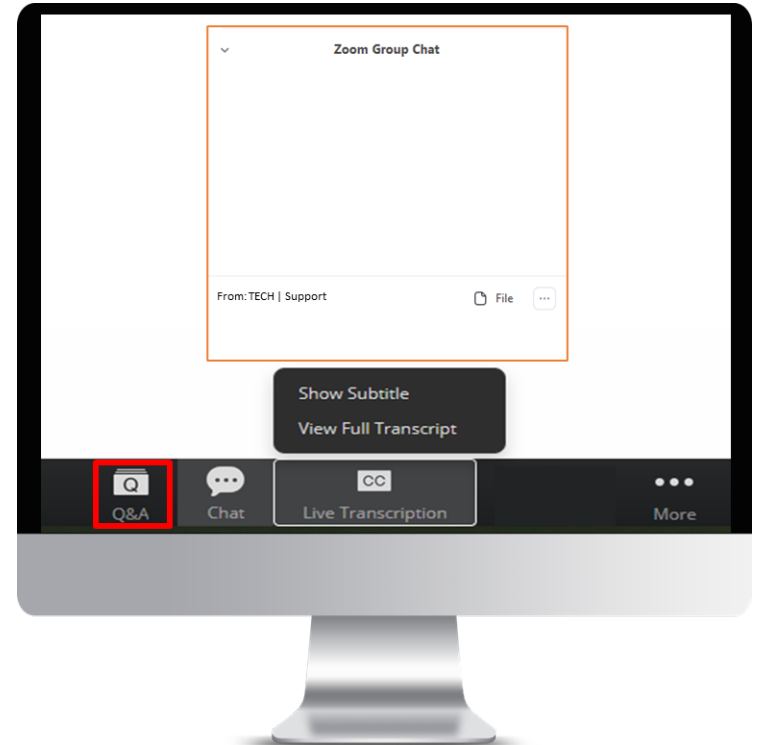 Zoom Group Chat
From: TECH | Support File ...
Show Subtitle
View Full Transcript
Q
CC
Q&A Chat Live Transcription More